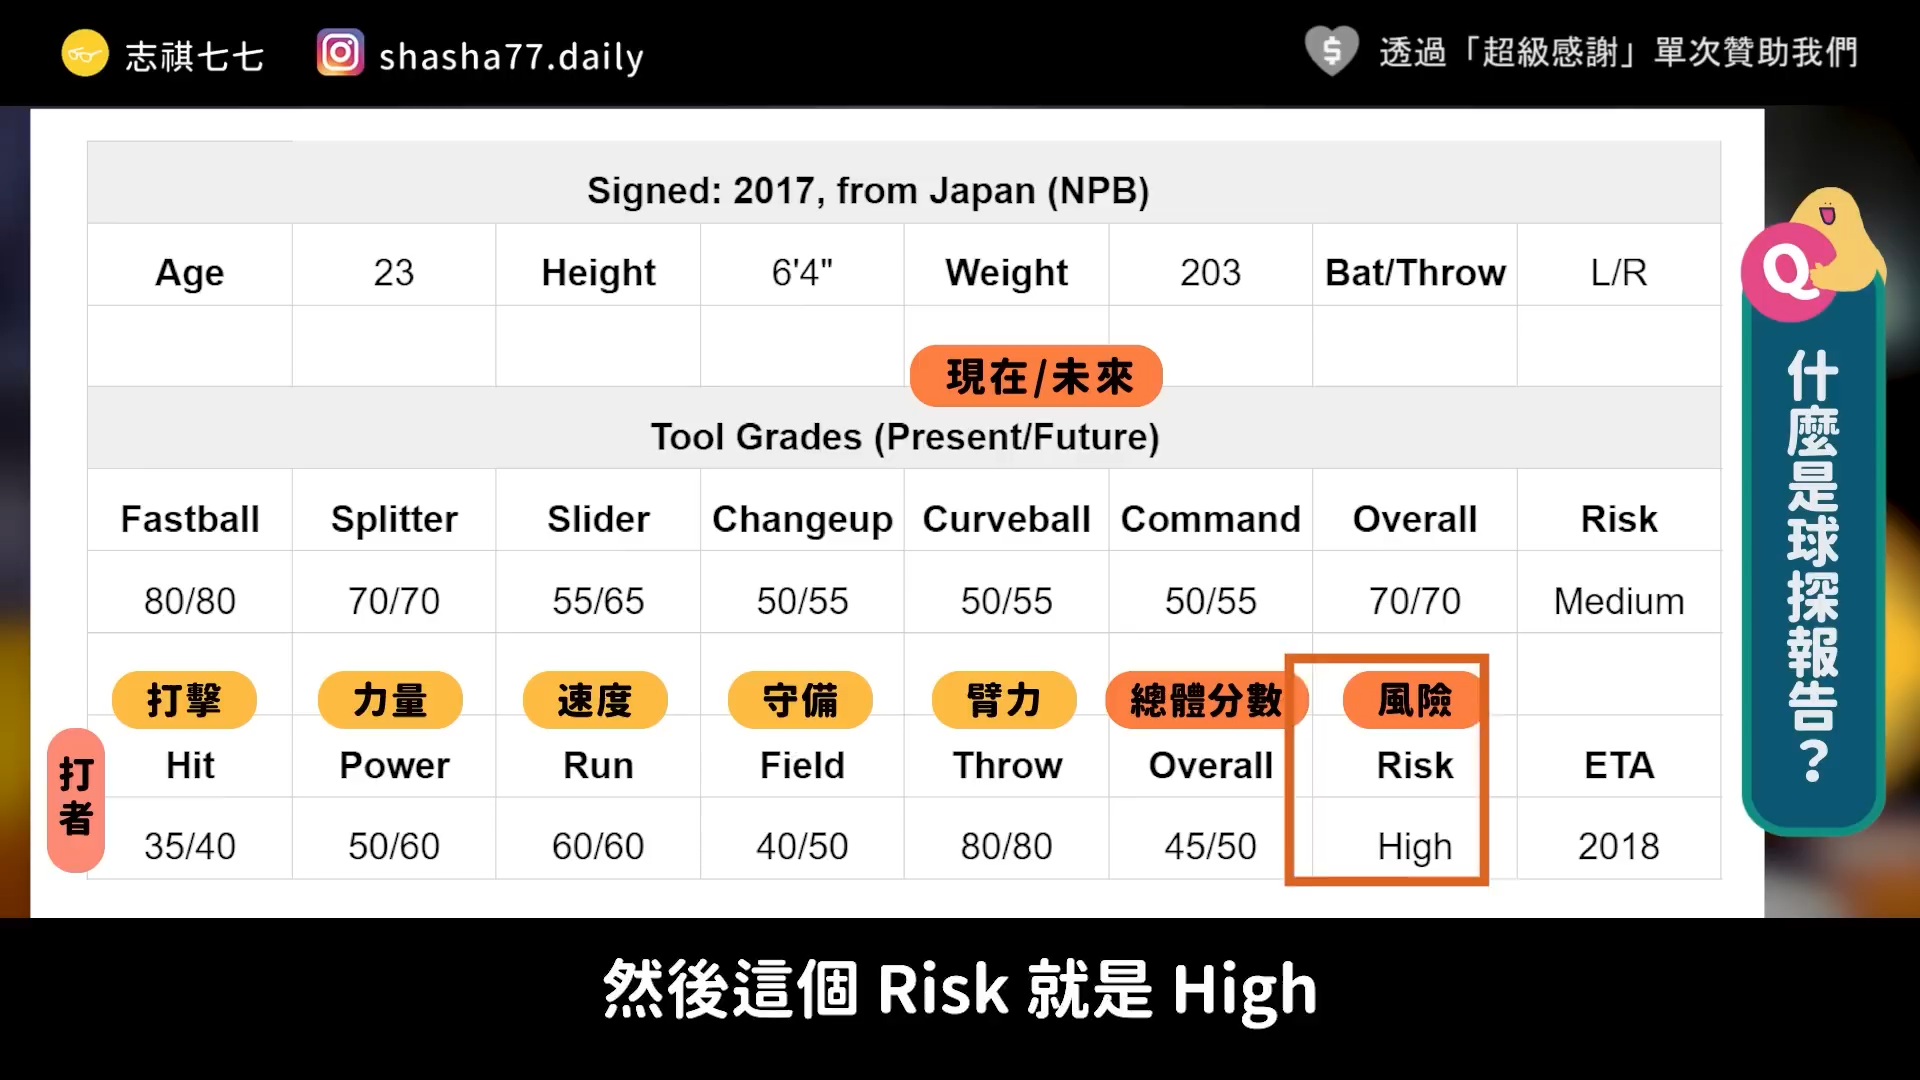 志祺七七
shasha77.daily
透過「超級感謝」單次贊助我們
Signed: 2017, from Japan (NPB)
Age 23 Height 6'4" Weight 203 Bat/Throw L/R
現在/未來
Tool Grades (Present/Future)
Fastball Splitter Slider Changeup Curveball Command Overall Risk
80/80 70/70 55/65 50/55 50/55 50/55 70/70 Medium
打擊 力量 速度 守備 臂力 總體分數 風險
打者
Hit Power Run Field Throw Overall Risk ETA
35/40 50/60 60/60 40/50 80/80 45/50 High 2018
Q
什麼是球探報告？
然後這個 Risk 就是 High